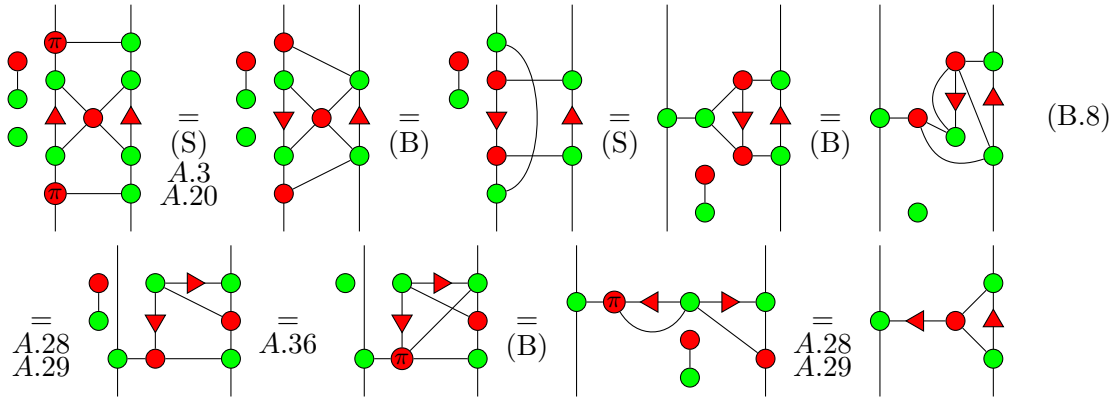 π
= = = = (B.8)
(S) (B) (S) (B)
A.3
A.20
π
= = = =
A.28 A.36 (B) A.28
A.29 A.29
π π